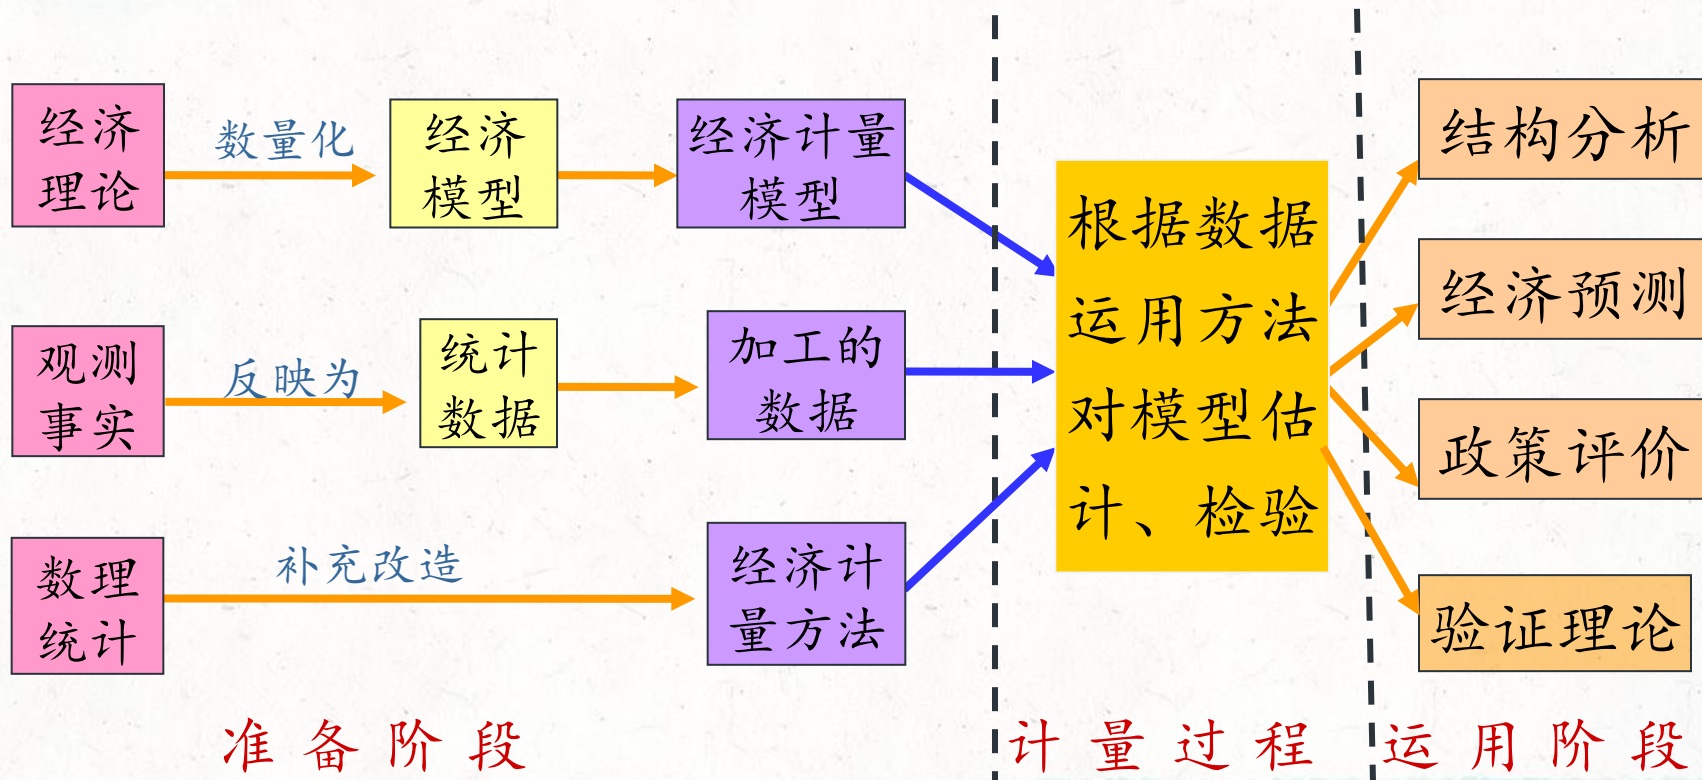 经济
理论
数量化
经济
模型
经济计量
模型
观测
事实
反映为
统计
数据
加工的
数据
数理
统计
补充改造
经济计
量方法
根据数据
运用方法
对模型估
计、检验
结构分析
经济预测
政策评价
验证理论
准备阶段
计量过程
运用阶段